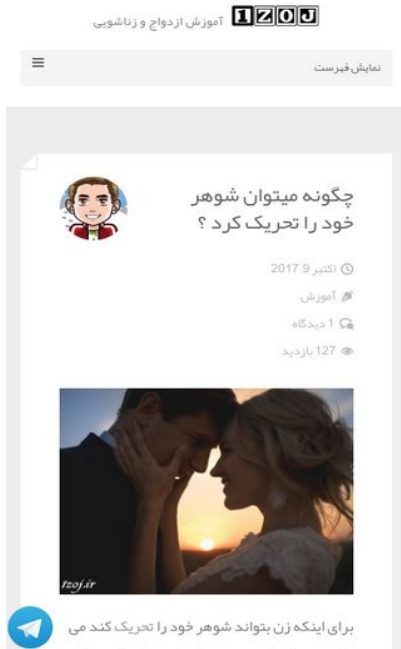 1ZOJ آموزش ازدواج و زناشویی
نمایش فهرست
چگونه میتوان شوهر
خود را تحریک کرد ؟
اکتبر 9 2017
آموزش
1 دیدگاه
127 بازدید
1zoj.ir
برای اینکه زن بتواند شوهر خود را تحریک کند می